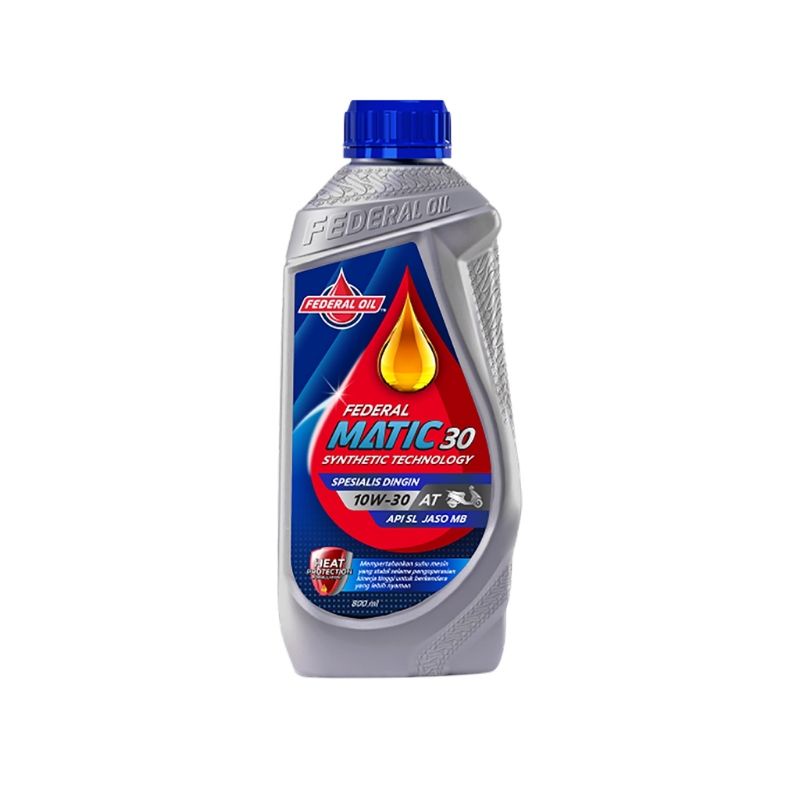 FEDERAL OIL
FEDERAL OIL
FEDERAL
MATIC 30
SYNTHETIC TECHNOLOGY
SPESIALIS DINGIN
10W-30 AT
API SL JASO MB
HEAT
PROTECTION
FORMULATION
Mempertahankan suhu mesin
yang stabil selama pengoperasian
kinerja tinggi untuk berkendara
yang lebih nyaman
800 ml